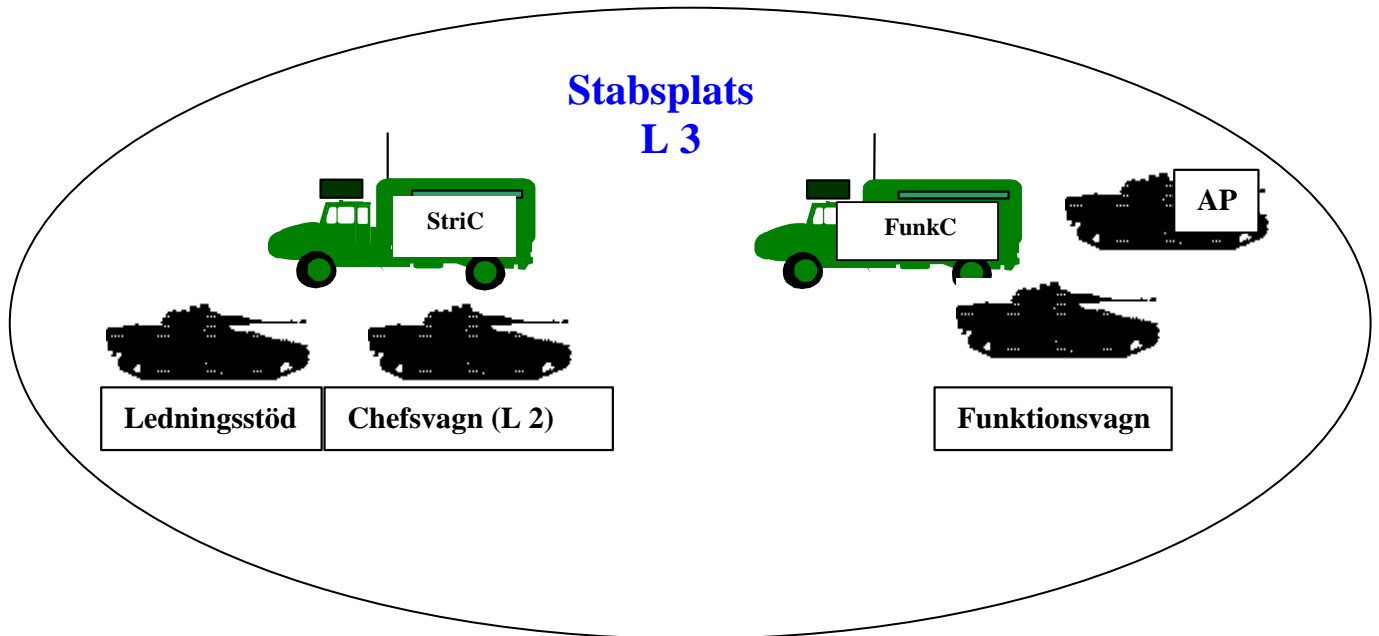 Stabsplats
L 3
StriC
FunkC
AP
Ledningsstöd
Chefsvagn (L 2)
Funktionsvagn